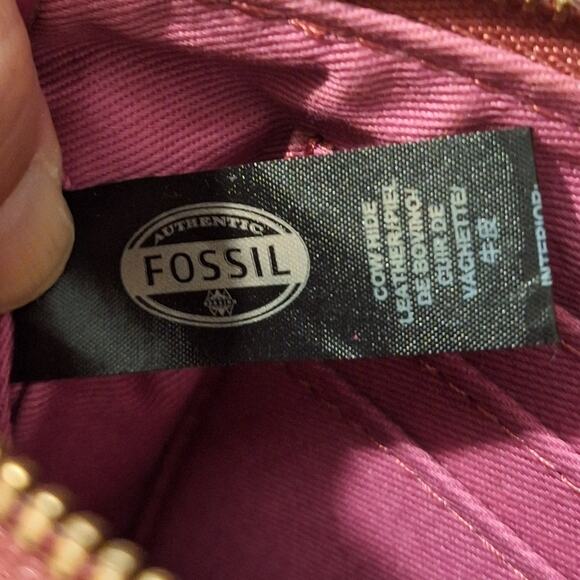 AUTHENTIC
FOSSIL
COWHIDE
LEATHER/PIEL
DE BOVINO/
CUIR DE
VACHETTE/
牛皮
INTERIOR: